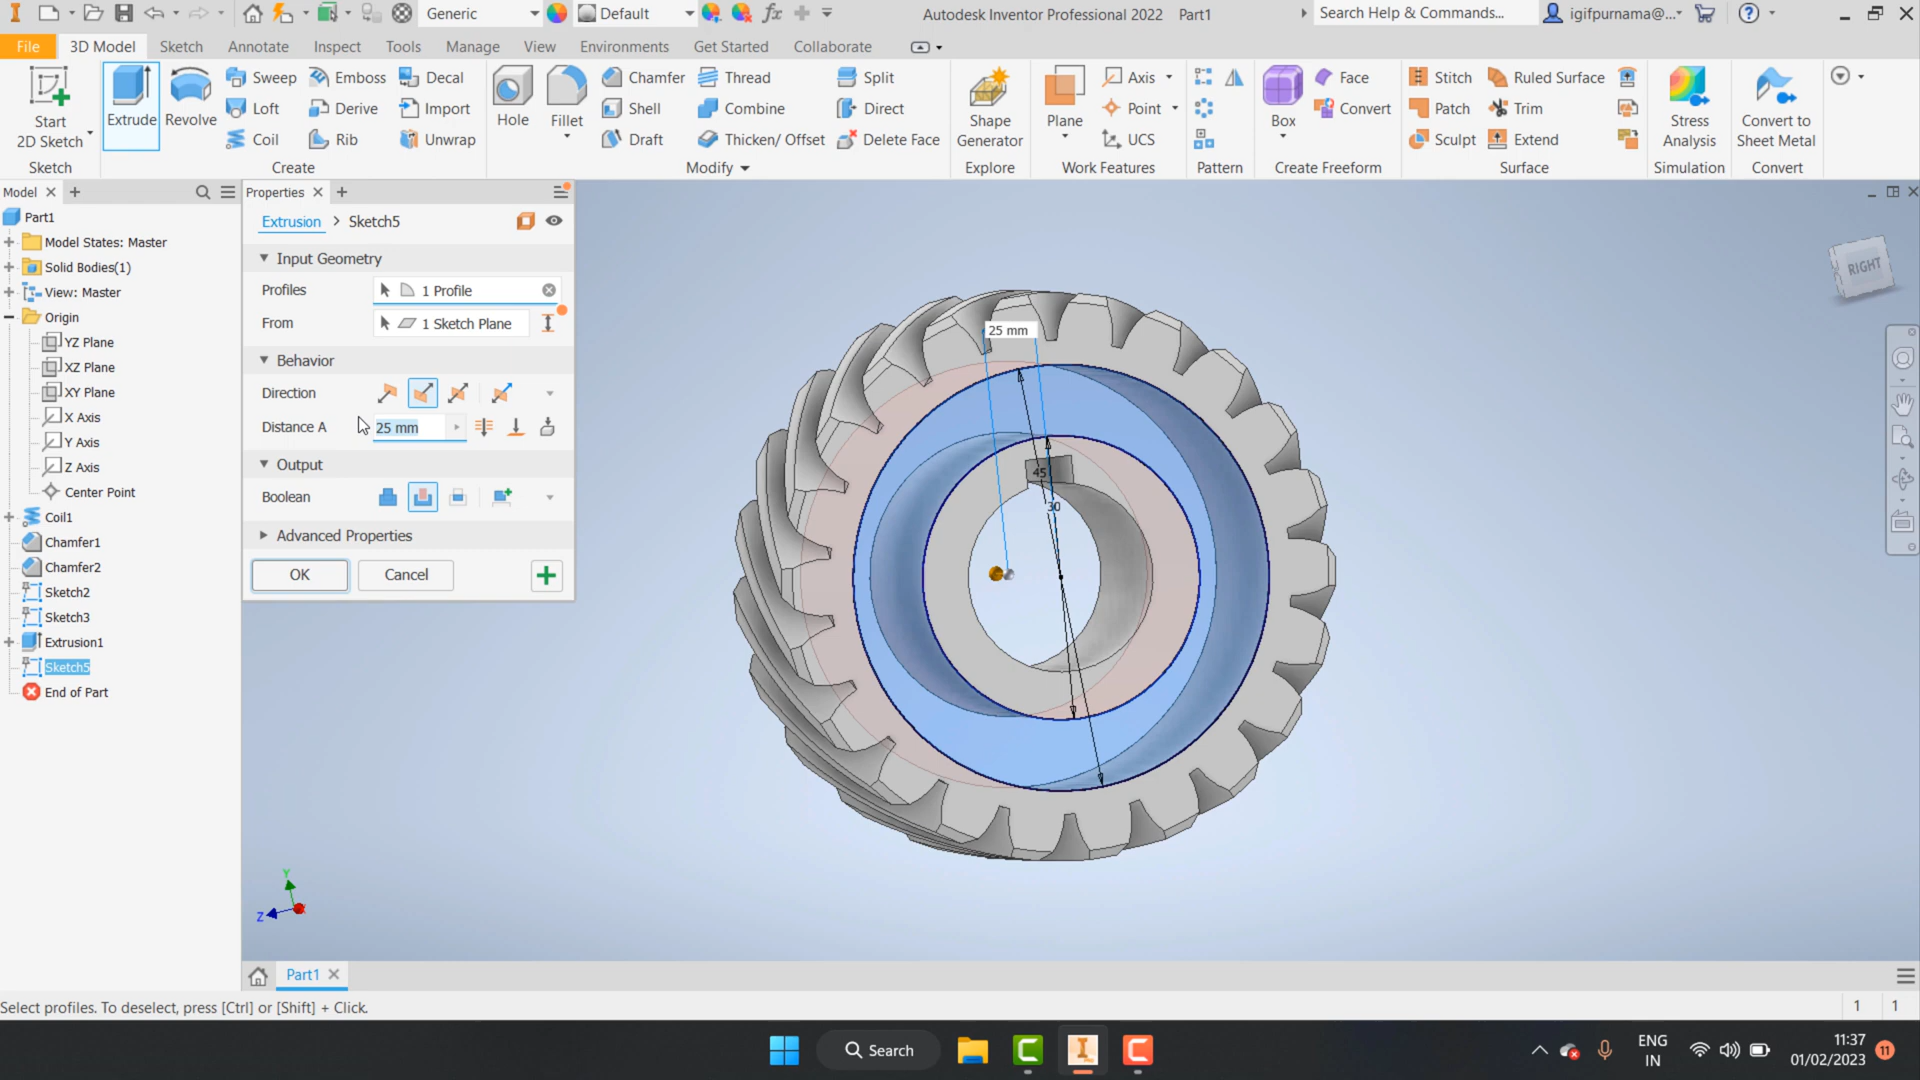 Generic
Default
Autodesk Inventor Professional 2022 Part1
Search Help & Commands...
igifpurnama@...
File
3D Model
Sketch
Annotate
Inspect
Tools
Manage
View
Environments
Get Started
Collaborate
Start
2D Sketch
Sketch
Extrude
Revolve
Sweep
Loft
Coil
Emboss
Derive
Rib
Decal
Import
Unwrap
Create
Hole
Fillet
Chamfer
Shell
Draft
Thread
Combine
Thicken/ Offset
Split
Direct
Delete Face
Modify
Shape
Generator
Explore
Plane
Axis
Point
UCS
Work Features
Pattern
Box
Face
Convert
Create Freeform
Stitch
Patch
Sculpt
Ruled Surface
Trim
Extend
Surface
Stress
Analysis
Simulation
Convert to
Sheet Metal
Convert
Model
Part1
Model States: Master
Solid Bodies(1)
View: Master
Origin
YZ Plane
XZ Plane
XY Plane
X Axis
Y Axis
Z Axis
Center Point
Coil1
Chamfer1
Chamfer2
Sketch2
Sketch3
Extrusion1
Sketch5
End of Part
Properties
Extrusion > Sketch5
Input Geometry
Profiles
1 Profile
From
1 Sketch Plane
Behavior
Direction
Distance A
25 mm
Output
Boolean
Advanced Properties
OK
Cancel
25 mm
45
30
RIGHT
Y
Z
Part1
Select profiles. To deselect, press [Ctrl] or [Shift] + Click.
1
1
Search
ENG
IN
11:37
01/02/2023
11